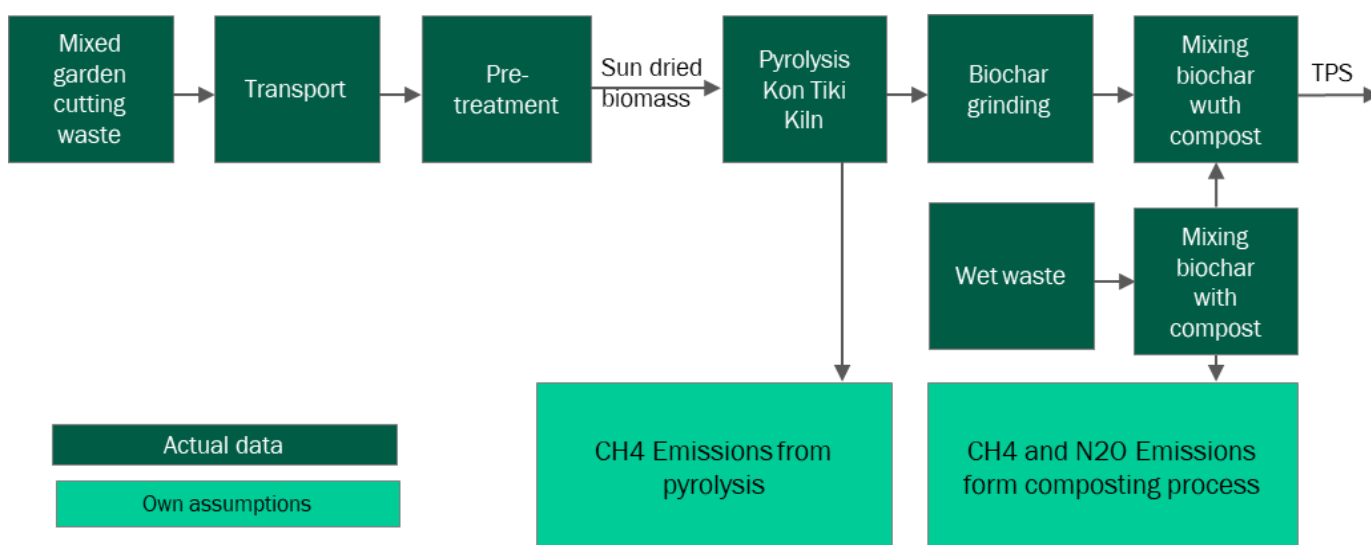 Mixed
garden
cutting
waste
Transport
Pre-
treatment
Sun dried
biomass
Pyrolysis
Kon Tiki
Kiln
Biochar
grinding
Mixing
biochar
wuth
compost
TPS
Wet waste
Mixing
biochar
with
compost
CH4 Emissions from
pyrolysis
CH4 and N2O Emissions
form composting process
Actual data
Own assumptions